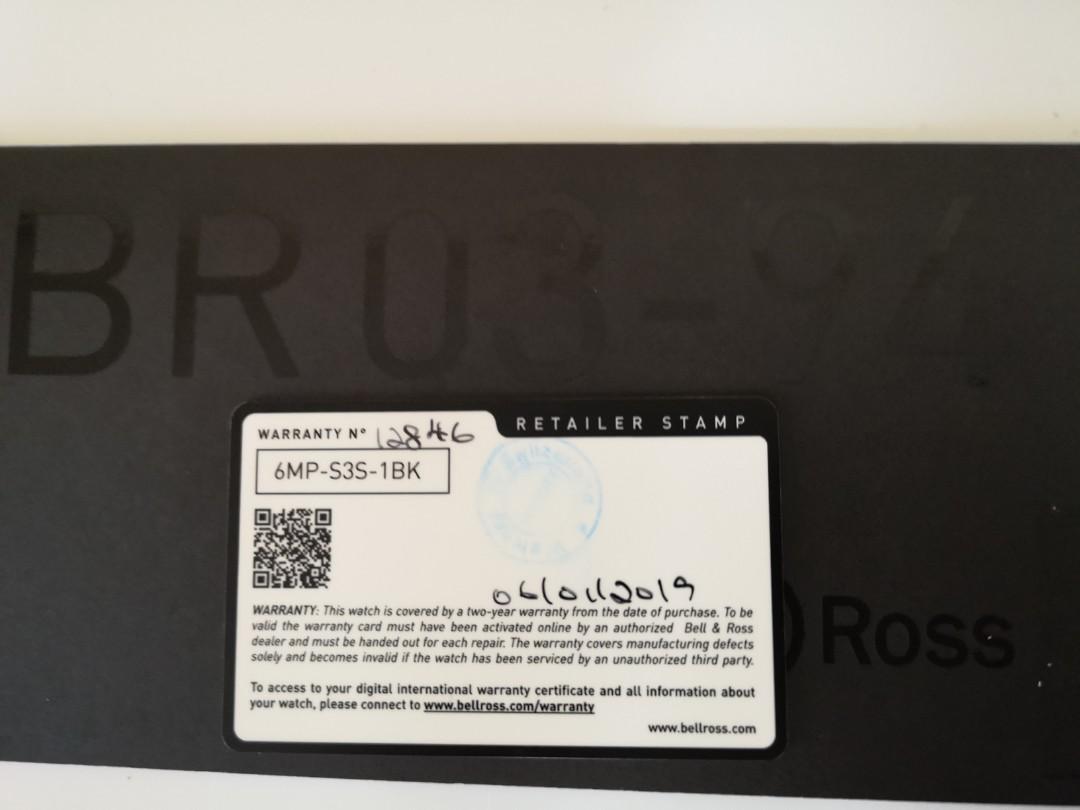 BR 03-94
RETAILER STAMP
WARRANTY N° 12846
6MP-S3S-1BK
06/01/2019
WARRANTY: This watch is covered by a two-year warranty from the date of purchase. To be
valid the warranty card must have been activated online by an authorized Bell & Ross
dealer and must be handed out for each repair. The warranty covers manufacturing defects
solely and becomes invalid if the watch has been serviced by an unauthorized third party.
Ross
To access to your digital international warranty certificate and all information about
your watch, please connect to www.bellross.com/warranty
www.bellross.com